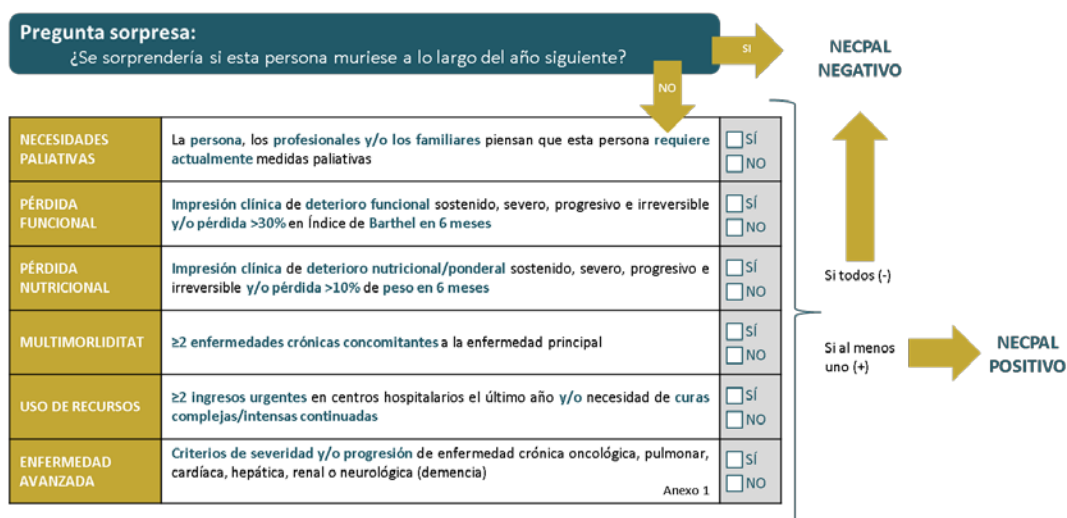 Pregunta sorpresa:
¿Se sorprendería si esta persona muriese a lo largo del año siguiente?
SI
NECPAL
NEGATIVO
NO
NECESIDADES
PALIATIVAS
La persona, los profesionales y/o los familiares piensan que esta persona requiere
actualmente medidas paliativas
SÍ
NO
PÉRDIDA
FUNCIONAL
Impresión clínica de deterioro funcional sostenido, severo, progresivo e irreversible
y/o pérdida >30% en Índice de Barthel en 6 meses
SÍ
NO
PÉRDIDA
NUTRICIONAL
Impresión clínica de deterioro nutricional/ponderal sostenido, severo, progresivo e
irreversible y/o pérdida >10% de peso en 6 meses
SÍ
NO
Si todos (-)
MULTIMORLIDITAT
≥2 enfermedades crónicas concomitantes a la enfermedad principal
SÍ
NO
Si al menos
uno (+)
NECPAL
POSITIVO
USO DE RECURSOS
≥2 ingresos urgentes en centros hospitalarios el último año y/o necesidad de curas
complejas/intensas continuadas
SÍ
NO
ENFERMEDAD
AVANZADA
Criterios de severidad y/o progresión de enfermedad crónica oncológica, pulmonar,
cardíaca, hepática, renal o neurológica (demencia)
Anexo 1
SÍ
NO